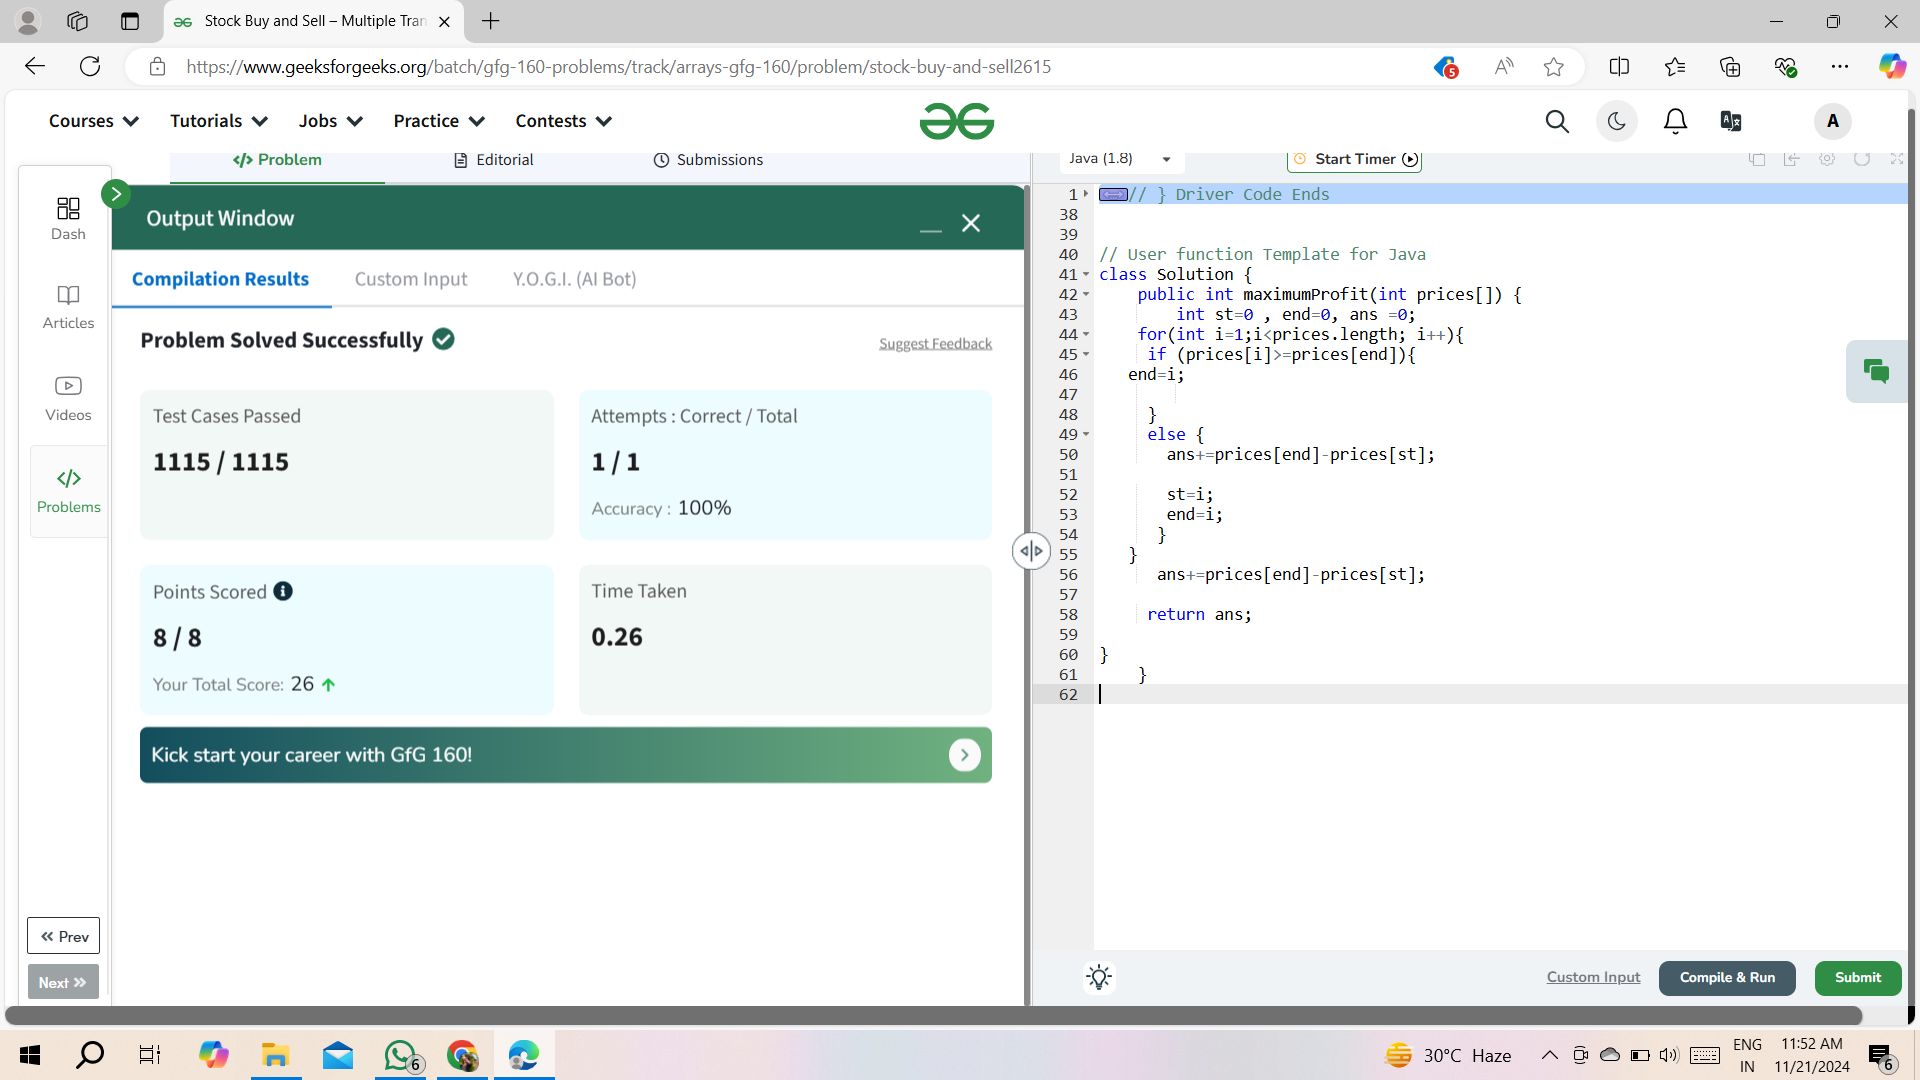 Stock Buy and Sell – Multiple Tran
https://www.geeksforgeeks.org/batch/gfg-160-problems/track/arrays-gfg-160/problem/stock-buy-and-sell2615
5
Courses
Tutorials
Jobs
Practice
Contests
A
</> Problem
Editorial
Submissions
Java (1.8)
Start Timer
Dash
Articles
Videos
</>
Problems
« Prev
Next »
Output Window
Compilation Results
Custom Input
Y.O.G.I. (AI Bot)
Problem Solved Successfully
Suggest Feedback
Test Cases Passed
1115 / 1115
Attempts : Correct / Total
1 / 1
Accuracy : 100%
Points Scored
8 / 8
Your Total Score: 26
Time Taken
0.26
Kick start your career with GfG 160!
1 // } Driver Code Ends
38
39
40 // User function Template for Java
41 class Solution {
42 public int maximumProfit(int prices[]) {
43 int st=0 , end=0, ans =0;
44 for(int i=1;i<prices.length; i++){
45 if (prices[i]>=prices[end]){
46 end=i;
47
48 }
49 else {
50 ans+=prices[end]-prices[st];
51
52 st=i;
53 end=i;
54 }
55 }
56 ans+=prices[end]-prices[st];
57
58 return ans;
59
60 }
61 }
62
Custom Input
Compile & Run
Submit
6
30°C Haze
ENG
IN
11:52 AM
11/21/2024
6